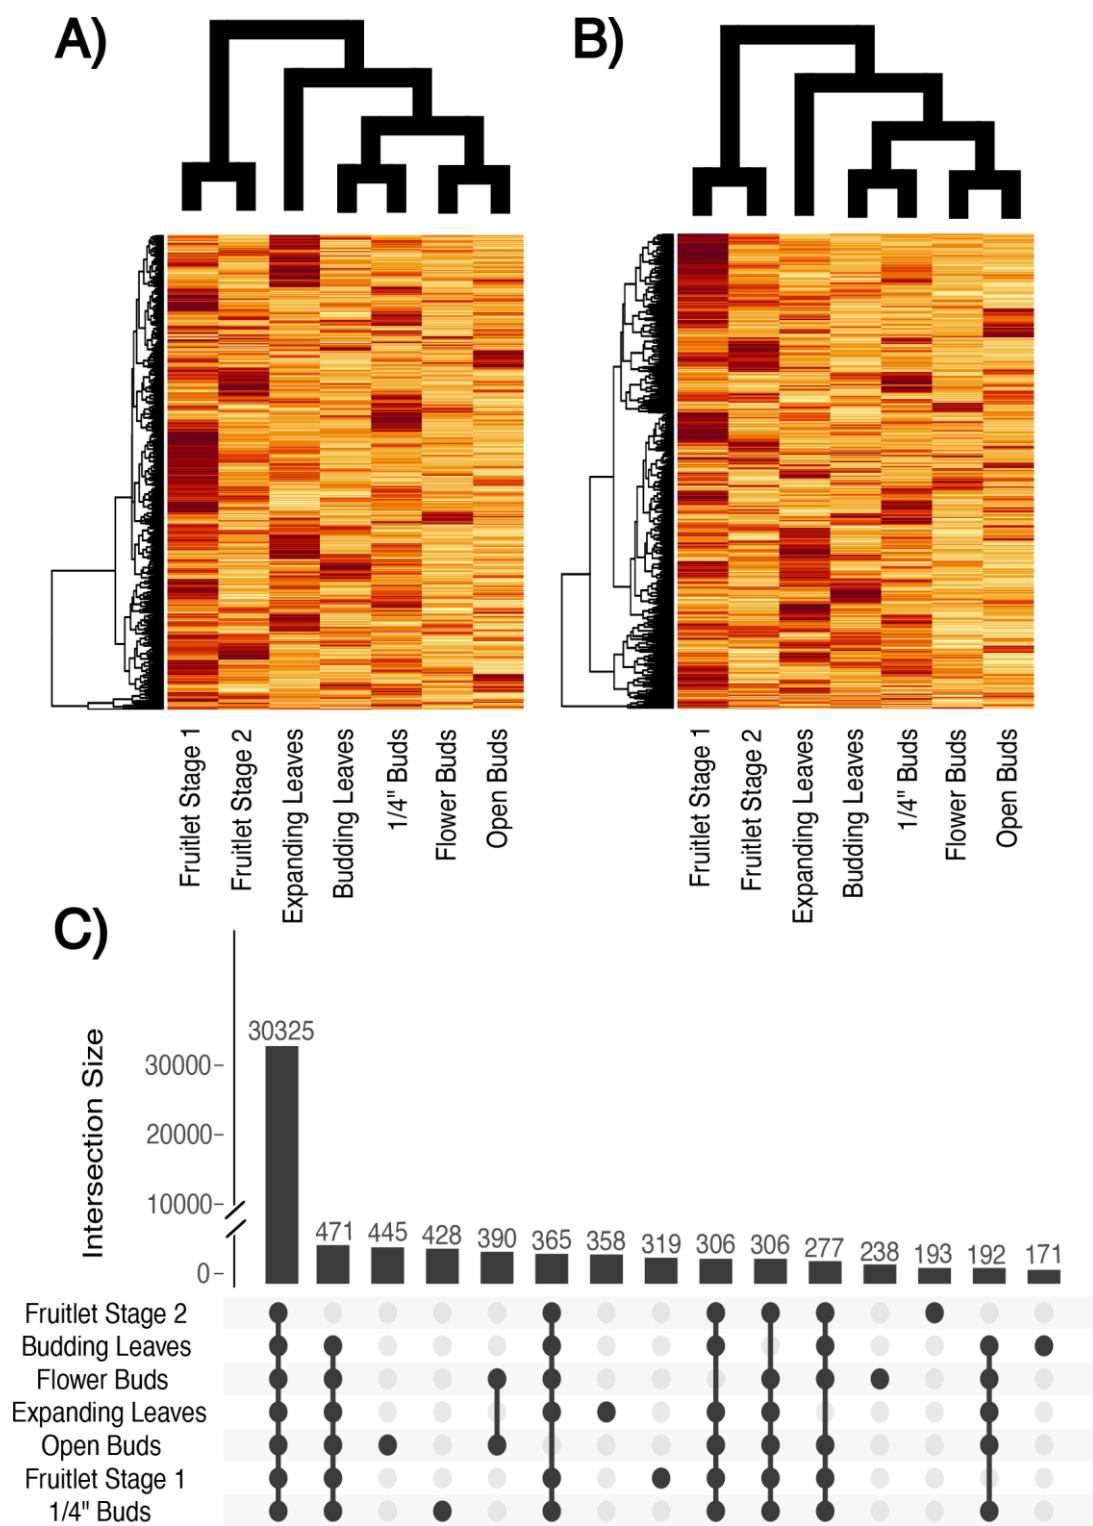 A)
B)
Fruitlet Stage 1
Fruitlet Stage 2
Expanding Leaves
Budding Leaves
1/4" Buds
Flower Buds
Open Buds
Fruitlet Stage 1
Fruitlet Stage 2
Expanding Leaves
Budding Leaves
1/4" Buds
Flower Buds
Open Buds
C)
Intersection Size
30000
20000
10000
0
30325
471
445
428
390
365
358
319
306
306
277
238
193
192
171
Fruitlet Stage 2
Budding Leaves
Flower Buds
Expanding Leaves
Open Buds
Fruitlet Stage 1
1/4" Buds